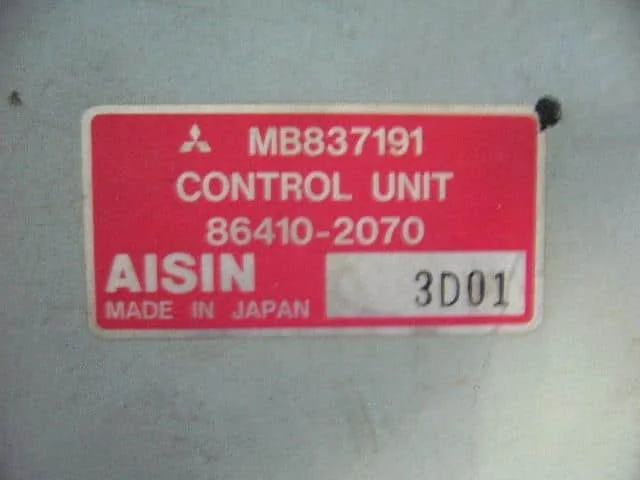 MB837191
CONTROL UNIT
86410-2070
AISIN
3D01
MADE IN JAPAN